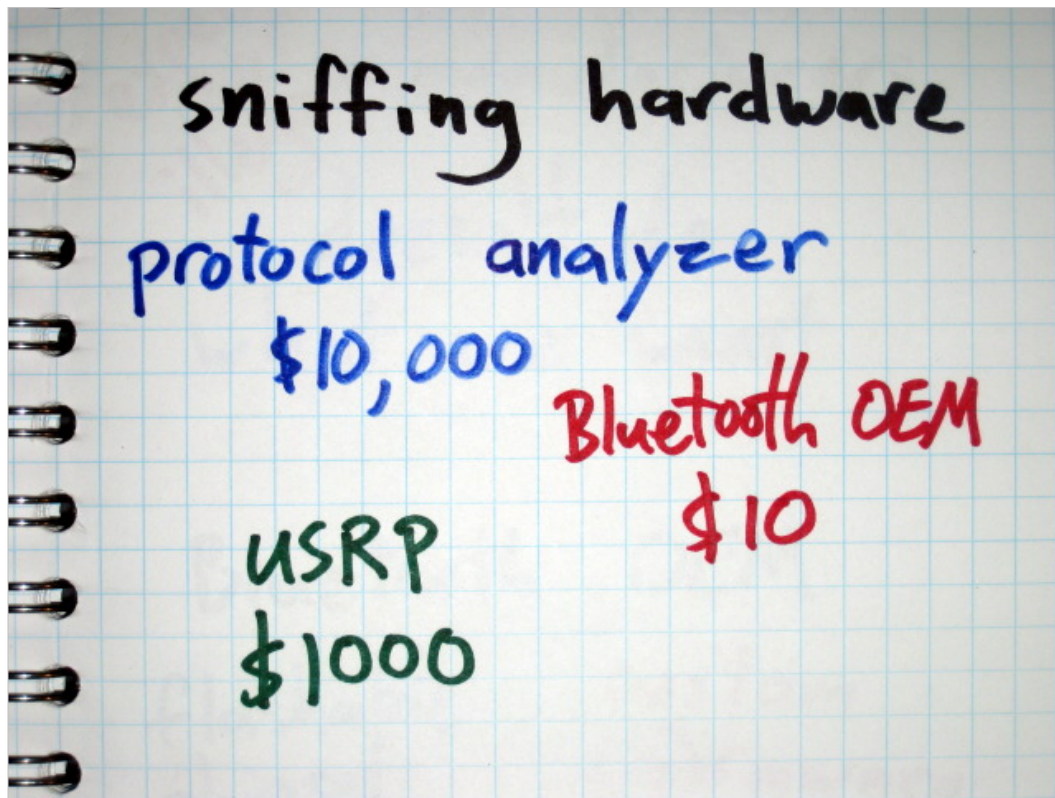 sniffing hardware
protocol analyzer
$10,000
Bluetooth OEM
$10
USRP
$1000